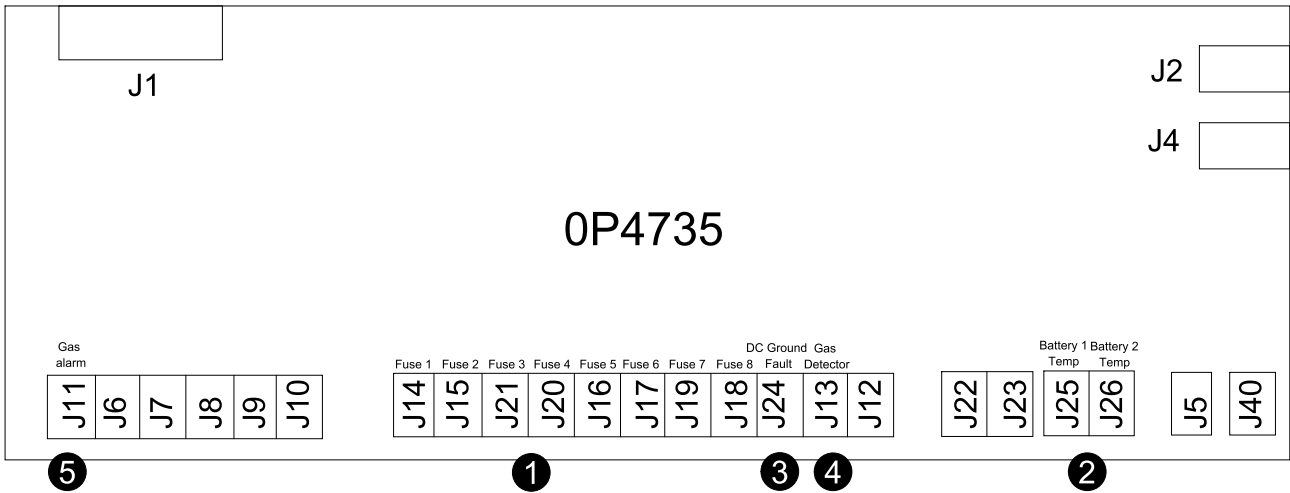 J1
J2
J4
0P4735
Gas
alarm
Fuse 1 Fuse 2 Fuse 3 Fuse 4 Fuse 5 Fuse 6 Fuse 7 Fuse 8
DC Ground
Fault
Gas
Detector
Battery 1
Temp
Battery 2
Temp
J11 J6 J7 J8 J9 J10 J14 J15 J21 J20 J16 J17 J19 J18 J24 J13 J12 J22 J23 J25 J26 J5 J40
5 1 3 4 2